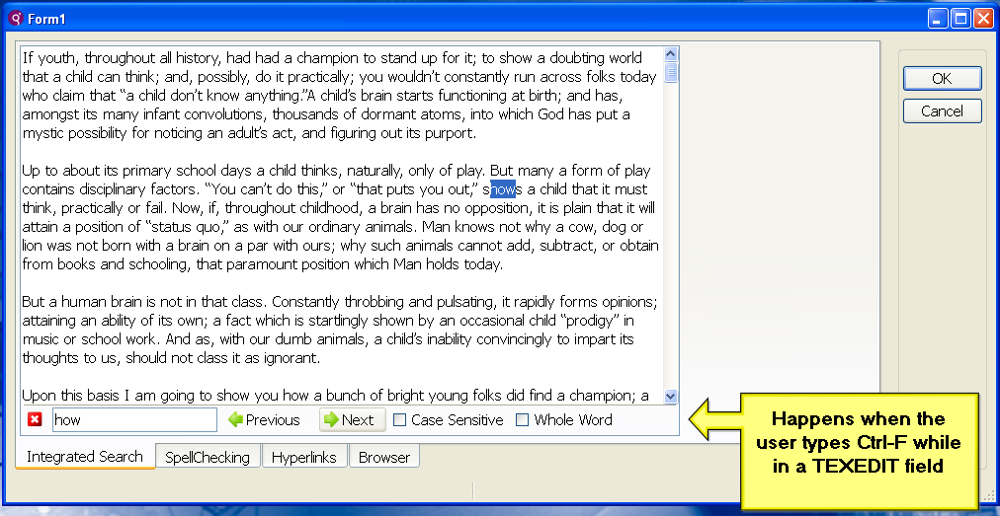 Form1
If youth, throughout all history, had had a champion to stand up for it; to show a doubting world
that a child can think; and, possibly, do it practically; you wouldn't constantly run across folks today
who claim that “a child don't know anything.”A child's brain starts functioning at birth; and has,
amongst its many infant convolutions, thousands of dormant atoms, into which God has put a
mystic possibility for noticing an adult's act, and figuring out its purport.
Up to about its primary school days a child thinks, naturally, only of play. But many a form of play
contains disciplinary factors. “You can't do this,” or “that puts you out,” shows a child that it must
think, practically or fail. Now, if, throughout childhood, a brain has no opposition, it is plain that it will
attain a position of “status quo,” as with our ordinary animals. Man knows not why a cow, dog or
lion was not born with a brain on a par with ours; why such animals cannot add, subtract, or obtain
from books and schooling, that paramount position which Man holds today.
But a human brain is not in that class. Constantly throbbing and pulsating, it rapidly forms opinions;
attaining an ability of its own; a fact which is startlingly shown by an occasional child “prodigy” in
music or school work. And as, with our dumb animals, a child's inability convincingly to impart its
thoughts to us, should not class it as ignorant.
Upon this basis I am going to show you how a bunch of bright young folks did find a champion; a
how Previous Next Case Sensitive Whole Word
Integrated Search SpellChecking Hyperlinks Browser
OK
Cancel
Happens when the
user types Ctrl-F while
in a TEXEDIT field